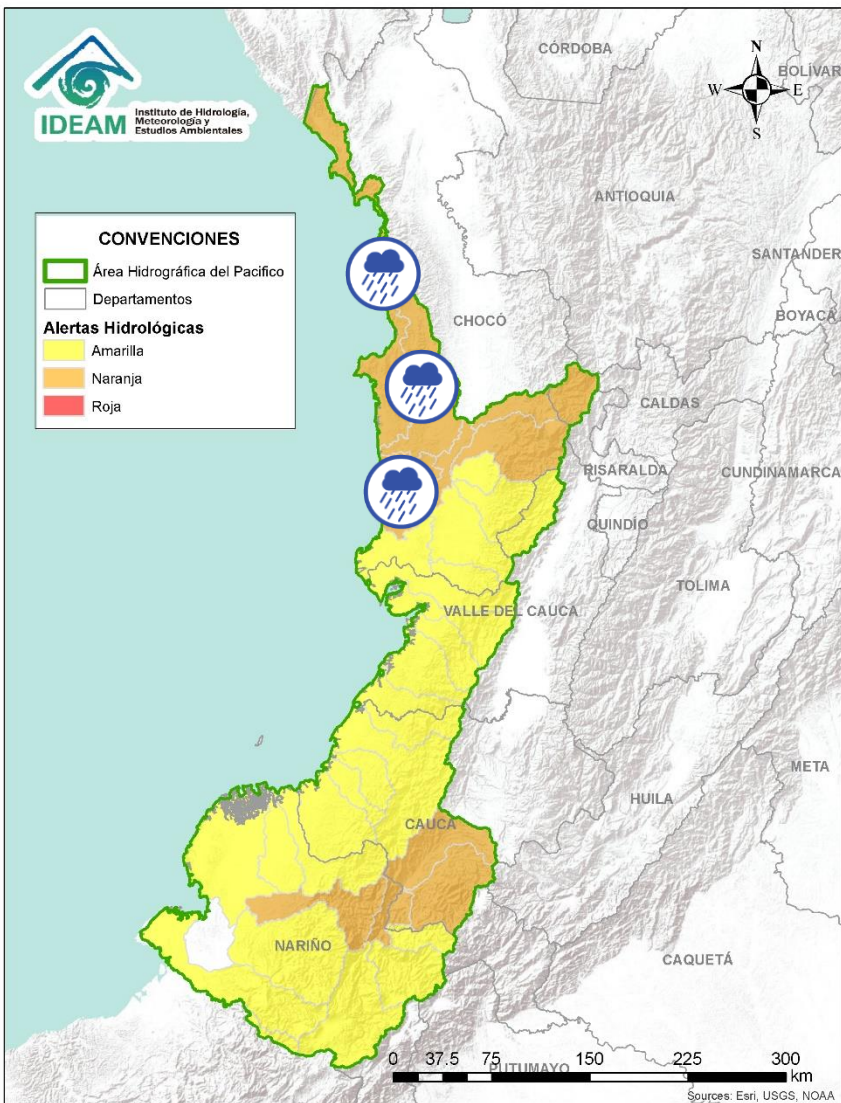 IDEAM
Instituto de Hidrología,
Meteorología y
Estudios Ambientales
CÓRDOBA
BOLÍVAR
N
W
E
S
ANTIOQUIA
SANTANDER
BOYACA
CONVENCIONES
Área Hidrográfica del Pacifico
Departamentos
Alertas Hidrológicas
Amarilla
Naranja
Roja
CHOCÓ
CALDAS
RISARALDA
CUNDINAMARCA
QUINDÍO
TOLIMA
VALLE DEL CAUCA
META
HUILA
CAUCA
NARIÑO
CAQUETÁ
PUTUMAYO
0 37.5 75 150 225 300
km
Sources: Esri, USGS, NOAA